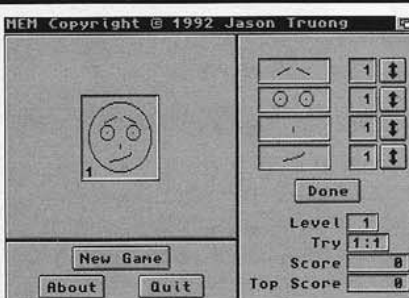 MEM Copyright © 1992 Jason Truong
1
1
1
1
1
Done
Level 1
Try 1:1
Score 0
Top Score 0
New Game
About Quit